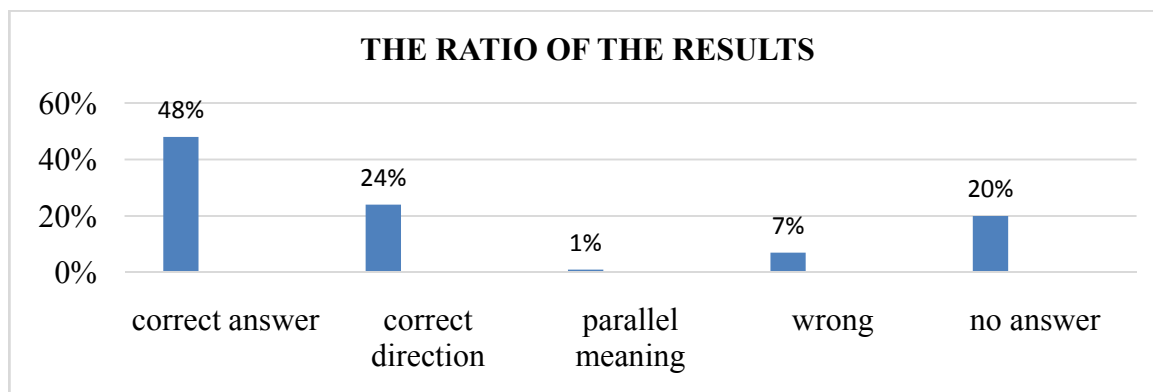 THE RATIO OF THE RESULTS
60%
40%
20%
0%
48%
24%
1%
7%
20%
correct answer
correct
direction
parallel
meaning
wrong
no answer